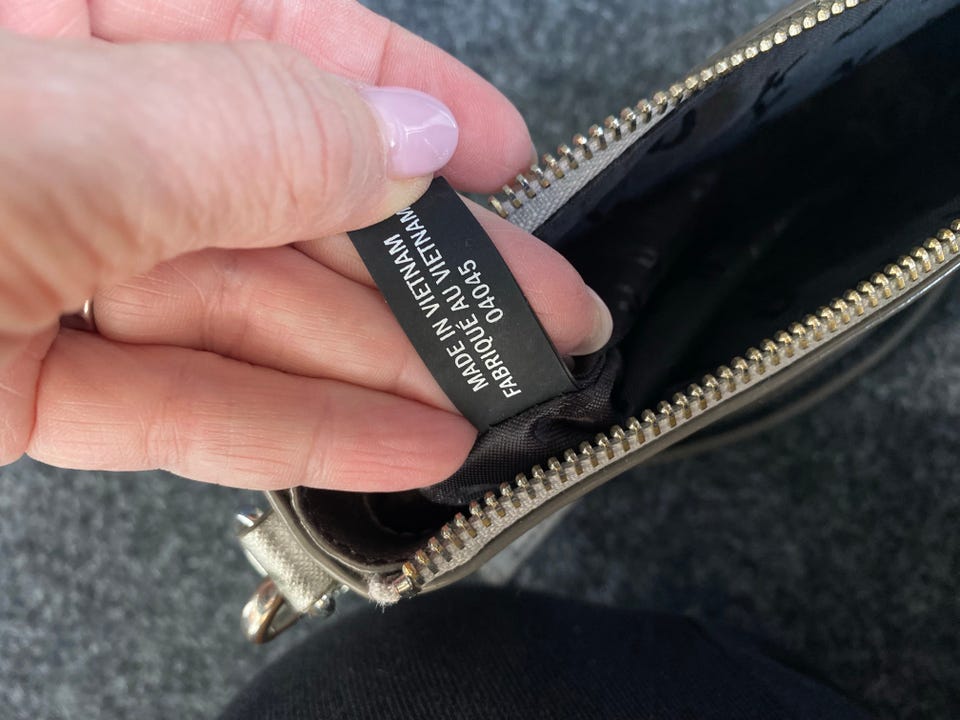 MADE IN VIETNAM
FABRIQUÉ AU VIETNAM
04045